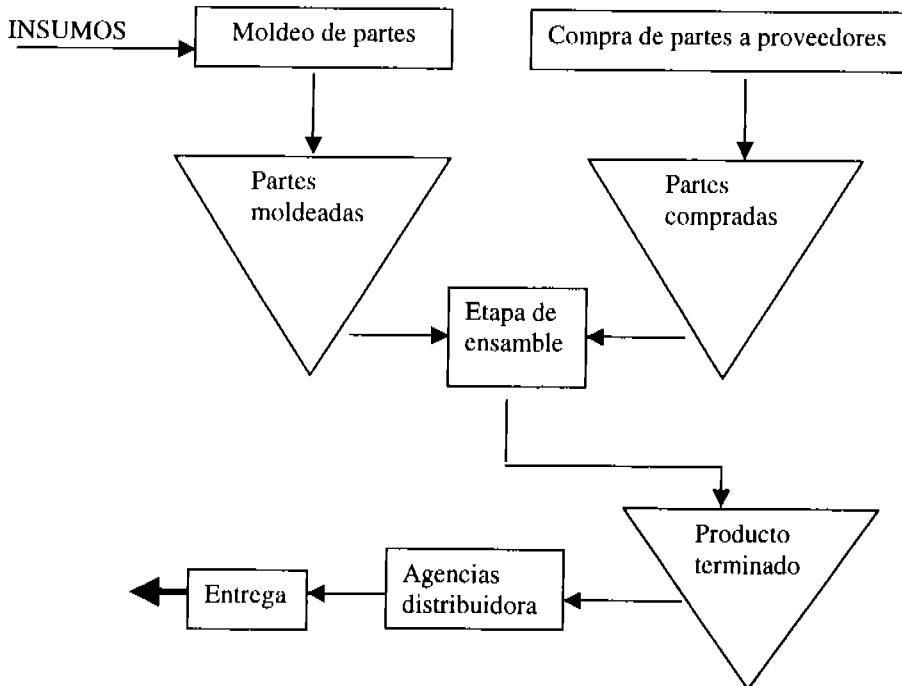 INSUMOS
Moldeo de partes
Compra de partes a proveedores
Partes
moldeadas
Partes
compradas
Etapa de
ensamble
Producto
terminado
Agencias
distribuidora
Entrega